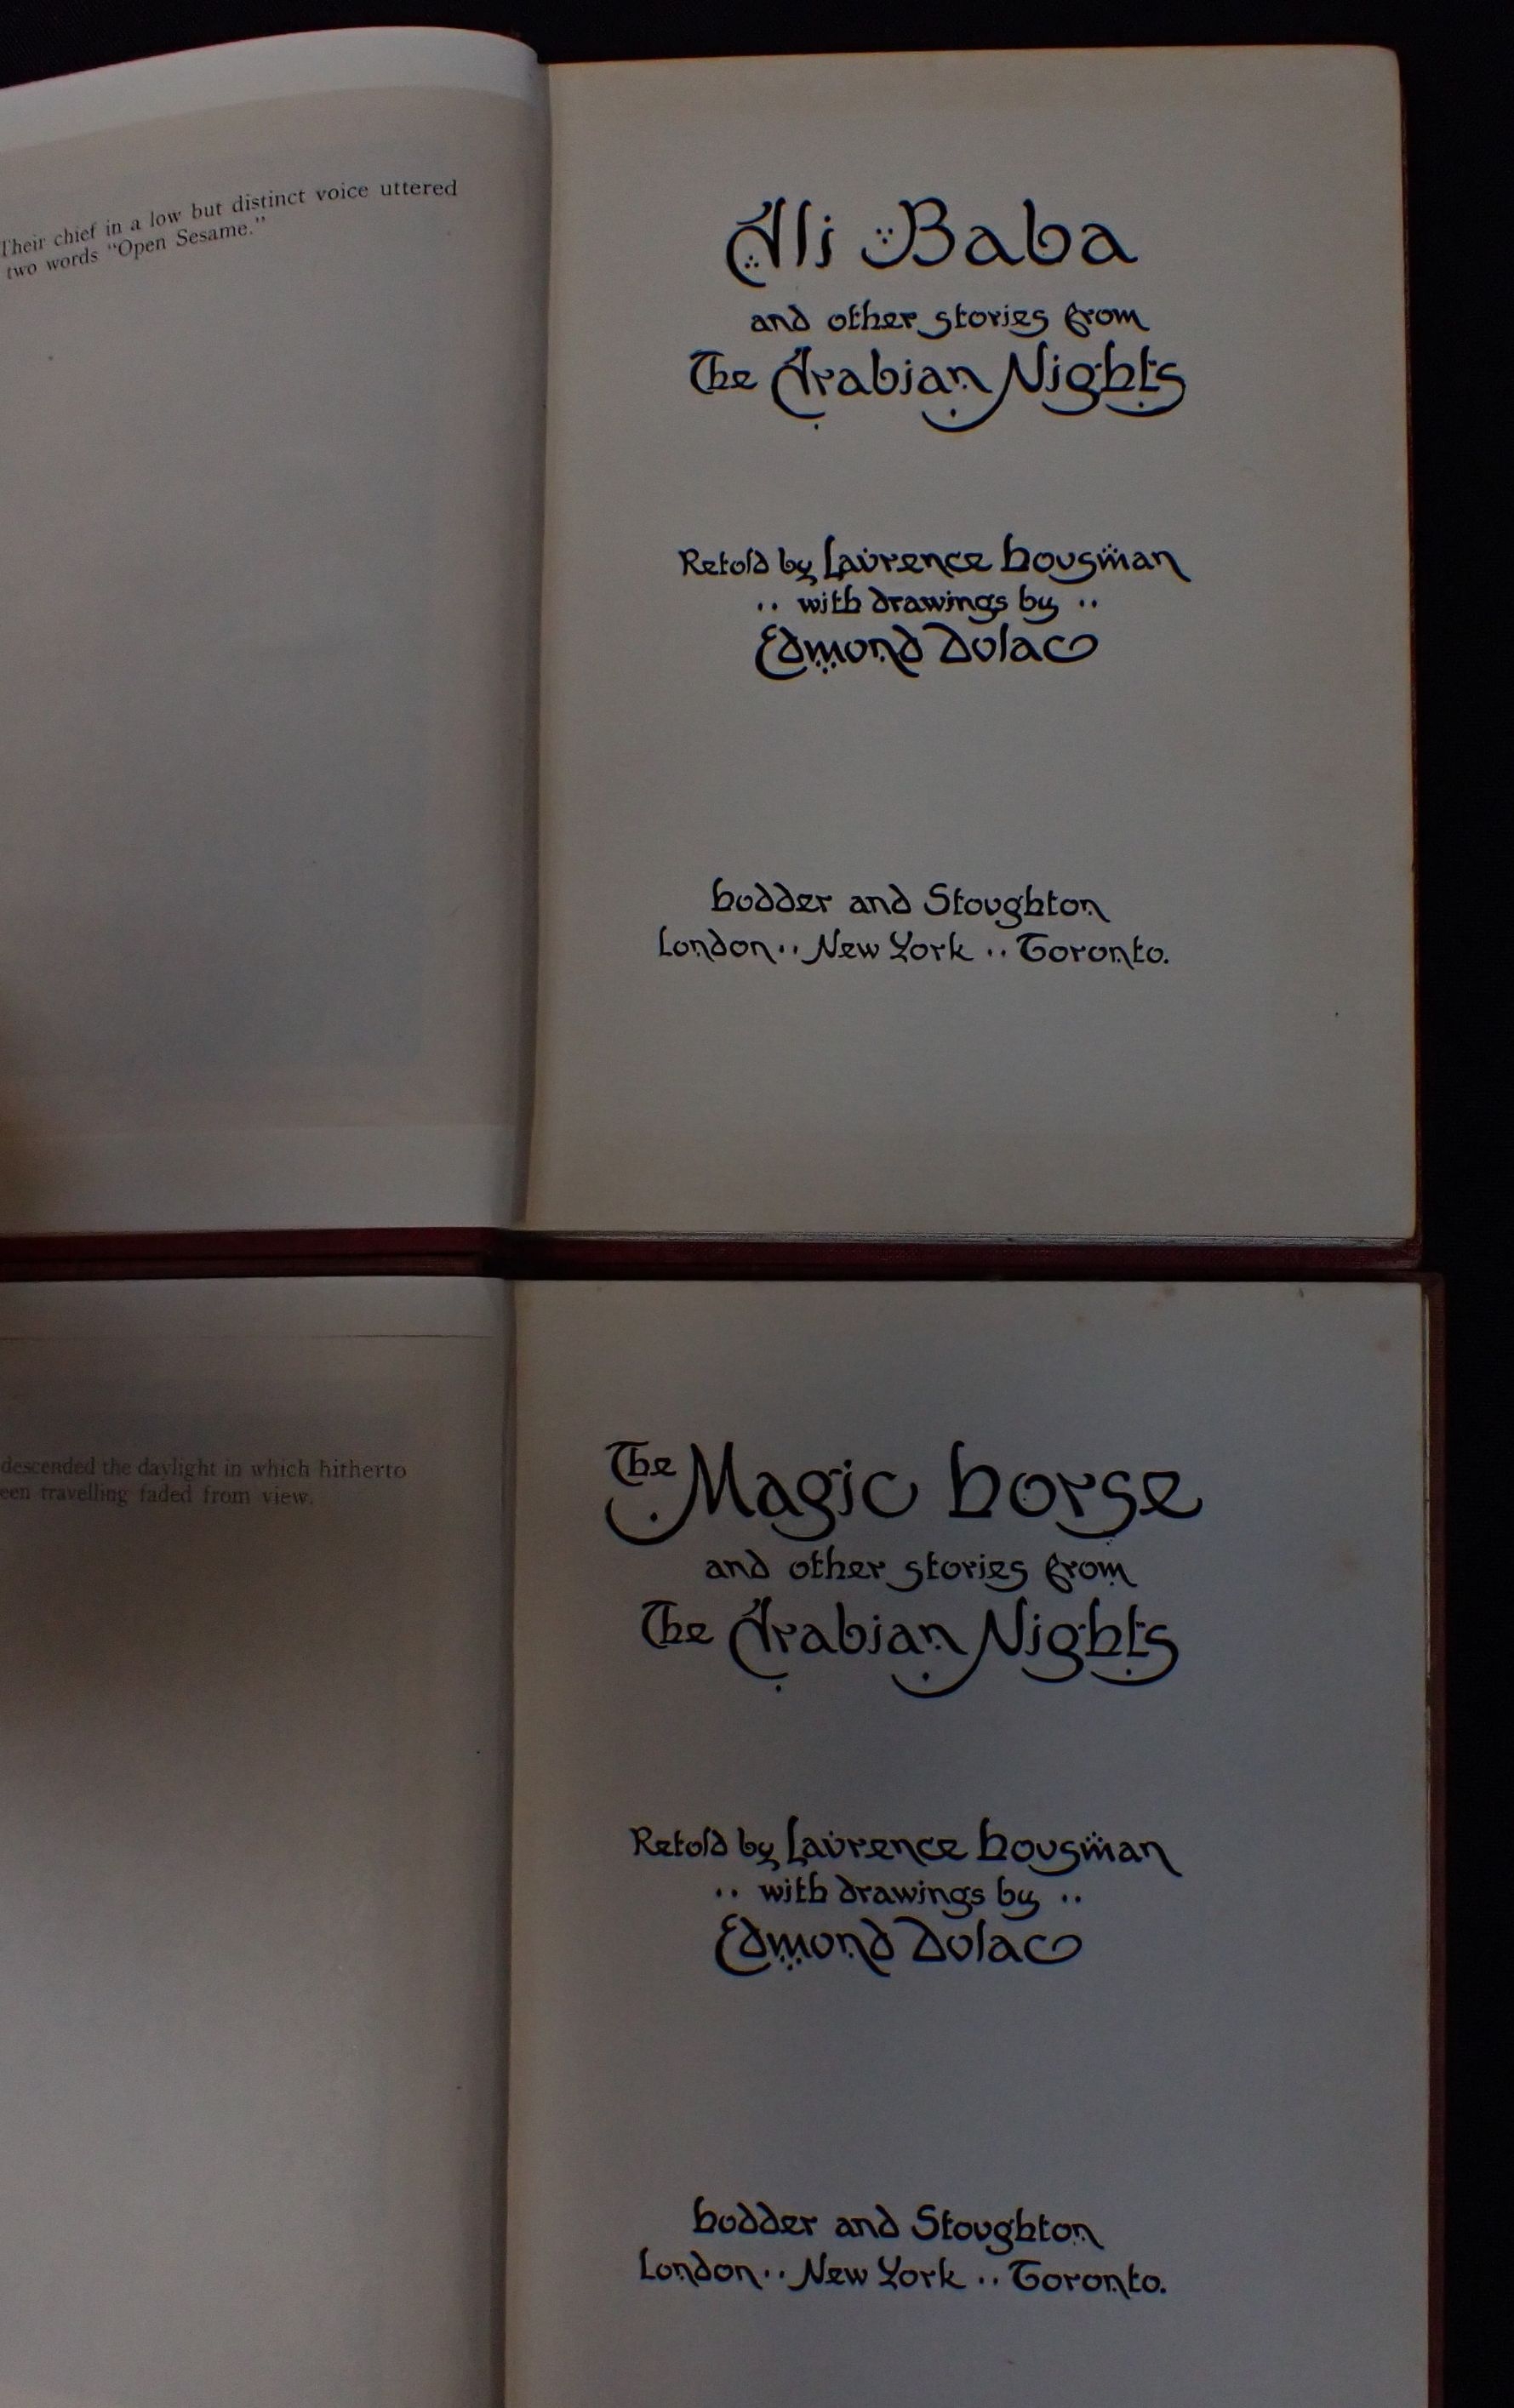 Their chief in a low but distinct voice uttered
two words “Open Sesame.”
Ali Baba
and other stories from
The Arabian Nights
Retold by Laurence Housman
·· with drawings by ··
Edmond Dulac
Hodder and Stoughton
London ·· New York ·· Toronto.
descended the daylight in which hitherto
een travelling faded from view.
The Magic Horse
and other stories from
The Arabian Nights
Retold by Laurence Housman
·· with drawings by ··
Edmond Dulac
Hodder and Stoughton
London ·· New York ·· Toronto.